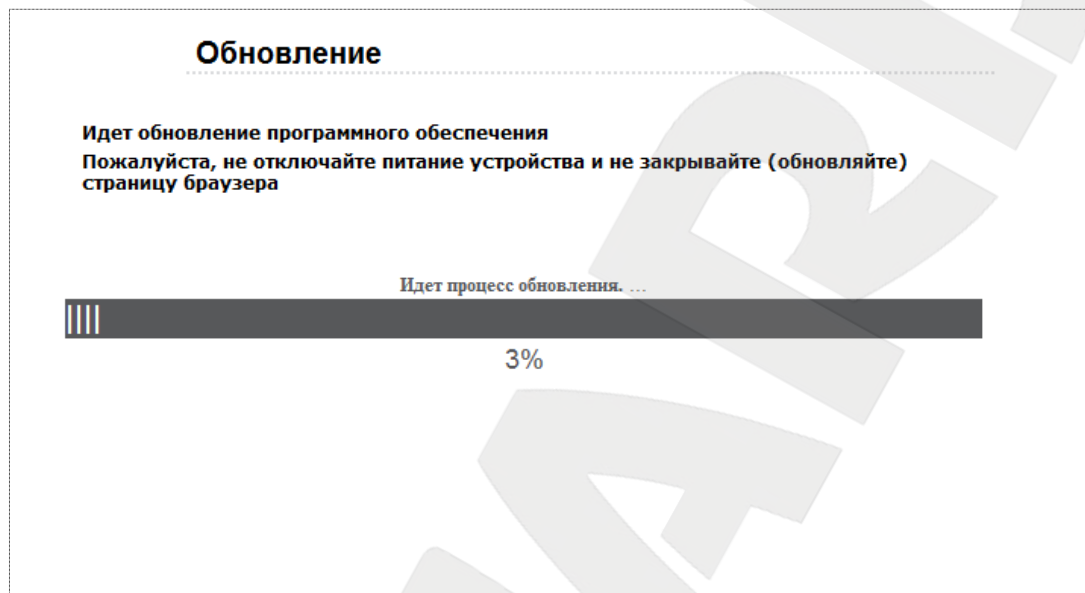 Обновление
Идет обновление программного обеспечения
Пожалуйста, не отключайте питание устройства и не закрывайте (обновляйте)
страницу браузера
Идет процесс обновления. ...
3%